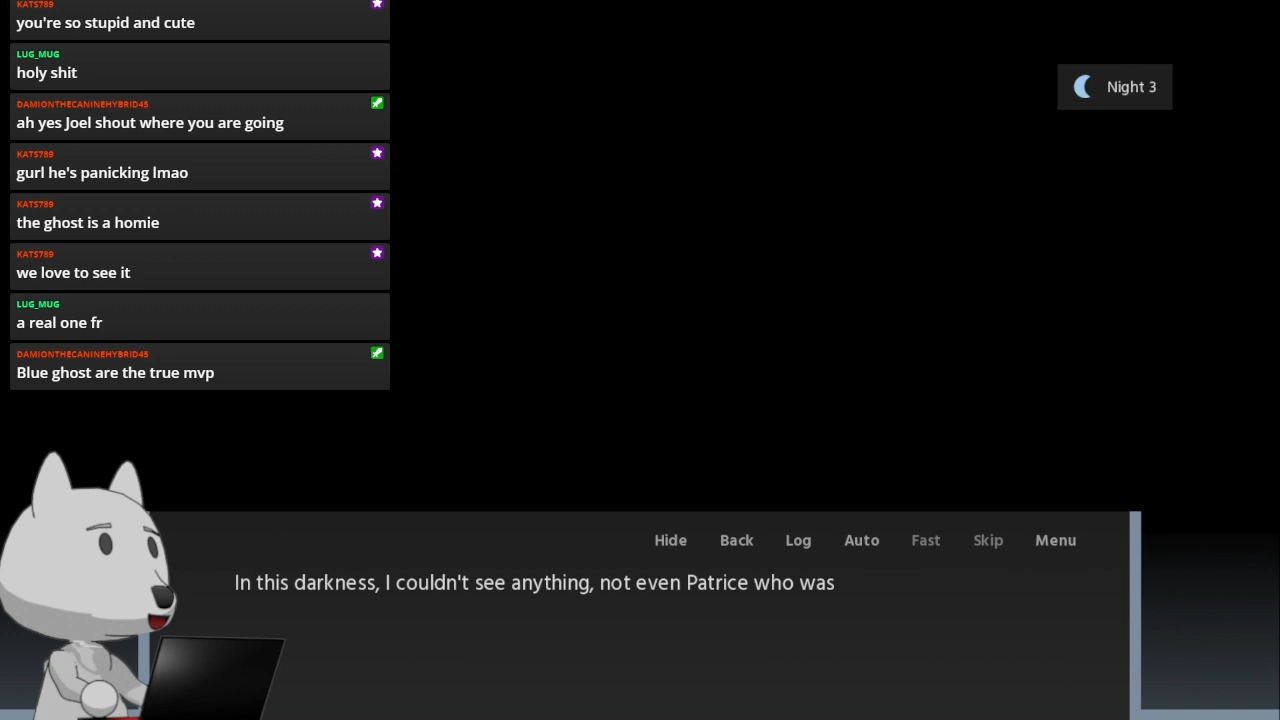 KATS789
you're so stupid and cute
LUG_MUG
holy shit
DAMIONTHECANINEHYBRID45
ah yes Joel shout where you are going
KATS789
gurl he's panicking lmao
KATS789
the ghost is a homie
KATS789
we love to see it
LUG_MUG
a real one fr
DAMIONTHECANINEHYBRID45
Blue ghost are the true mvp
Night 3
Hide Back Log Auto Fast Skip Menu
In this darkness, I couldn't see anything, not even Patrice who was